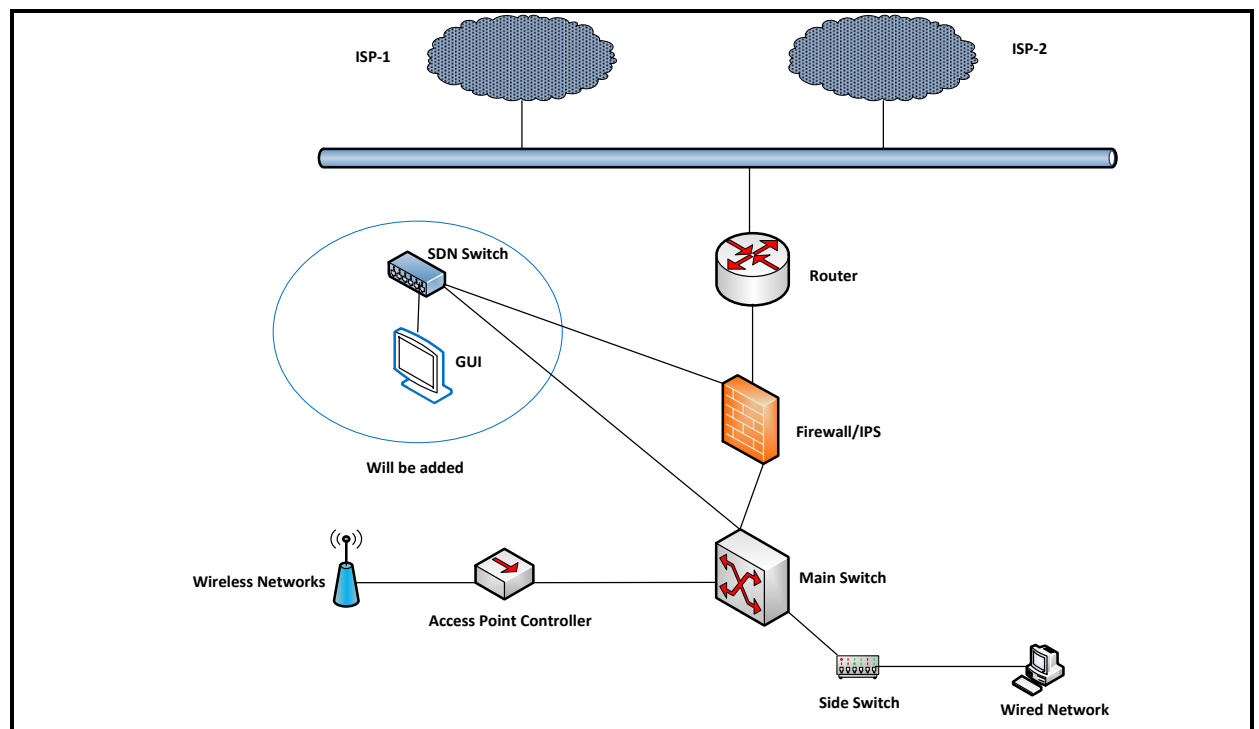 ISP-1
ISP-2
SDN Switch
Router
GUI
Firewall/IPS
Will be added
Main Switch
Wireless Networks
Access Point Controller
Side Switch
Wired Network